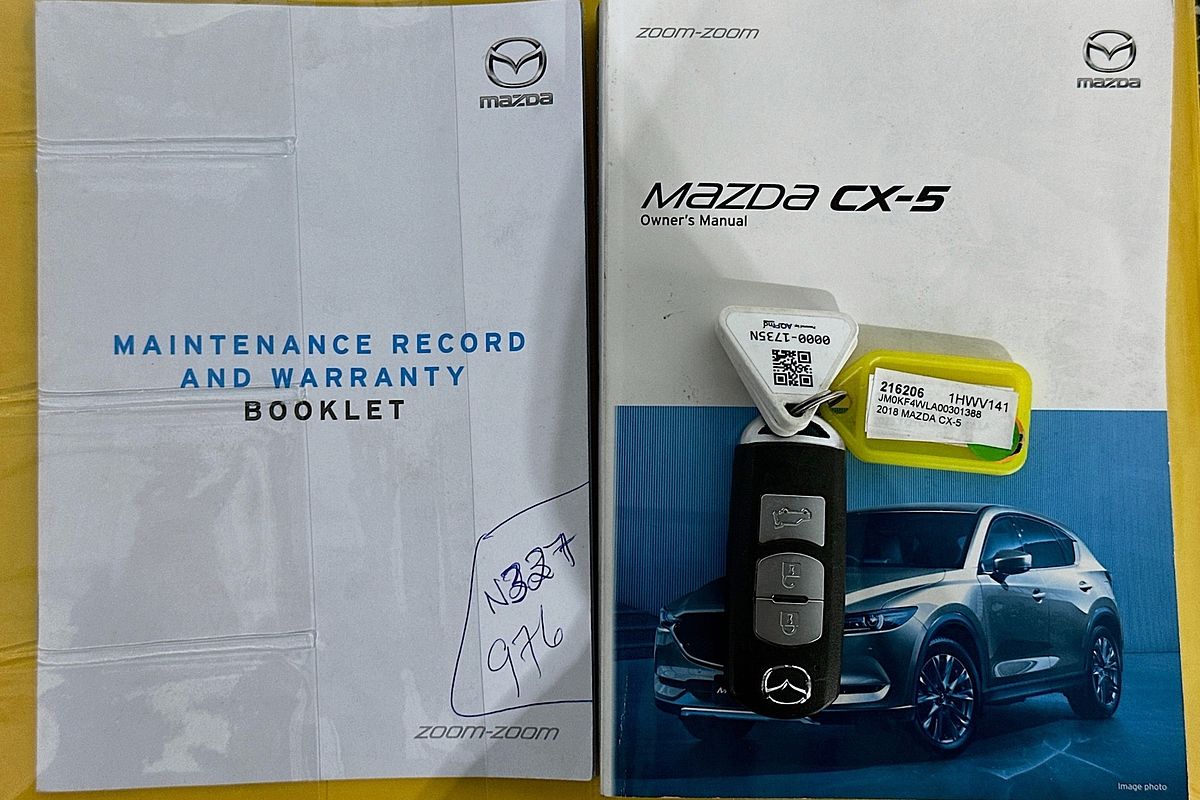 mazda
MAINTENANCE RECORD
AND WARRANTY
BOOKLET
N3327
976
zoom-zoom
zoom-zoom
mazda
MAZDA CX-5
Owner's Manual
0000-1735N
216206 1HWV141
JM0KF4WLA00301388
2018 MAZDA CX-5
Image photo